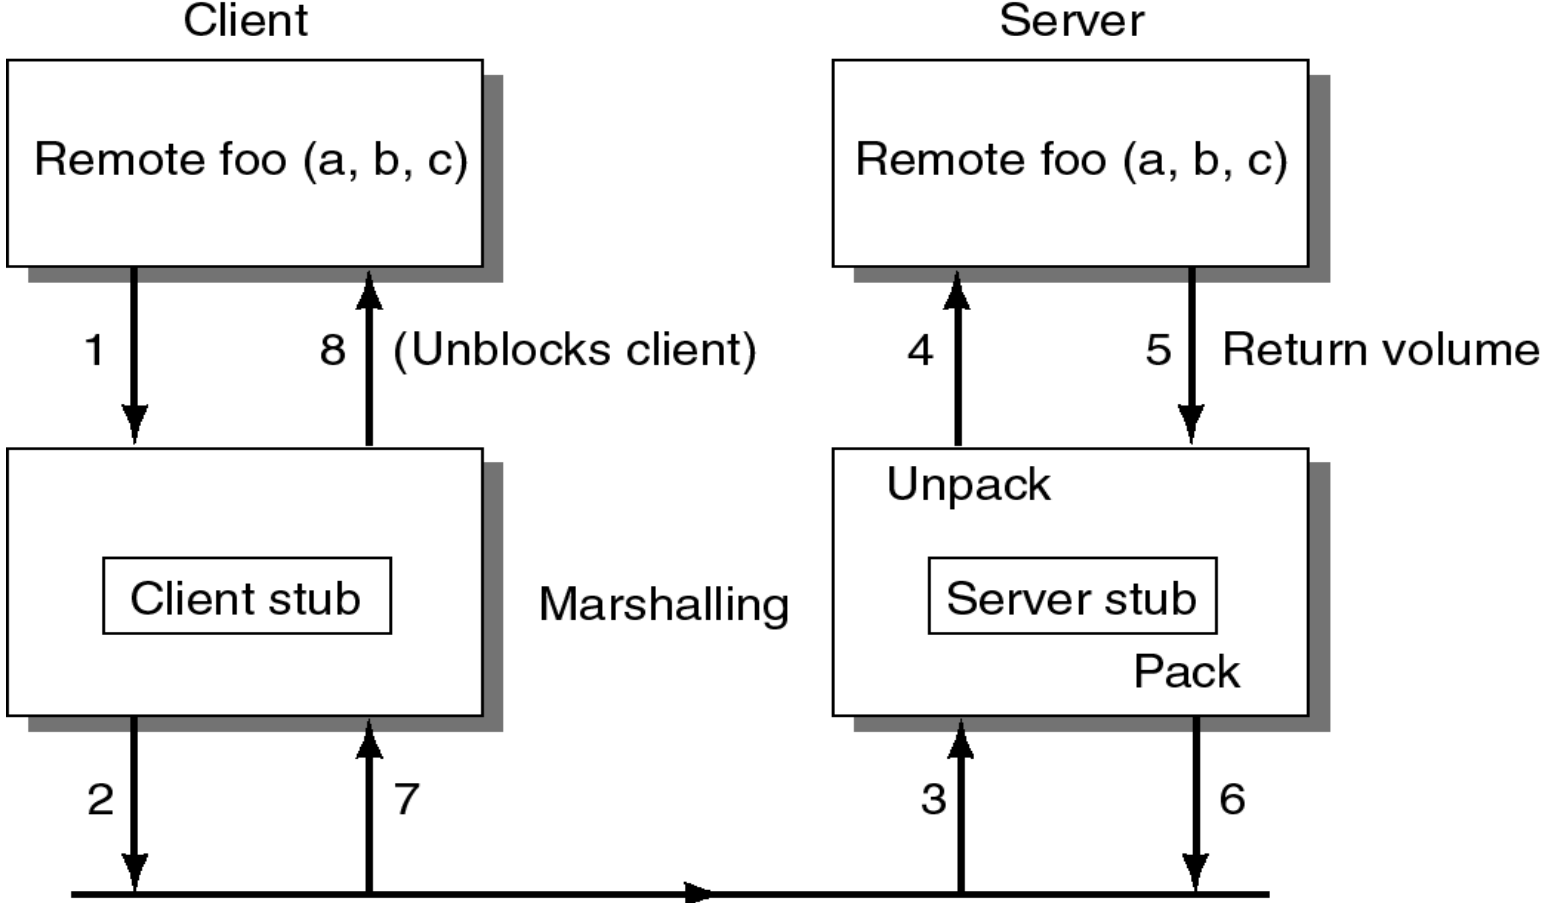 Client
Server
Remote foo (a, b, c)
Remote foo (a, b, c)
1
8
(Unblocks client)
4
5
Return volume
Unpack
Client stub
Marshalling
Server stub
Pack
2
7
3
6